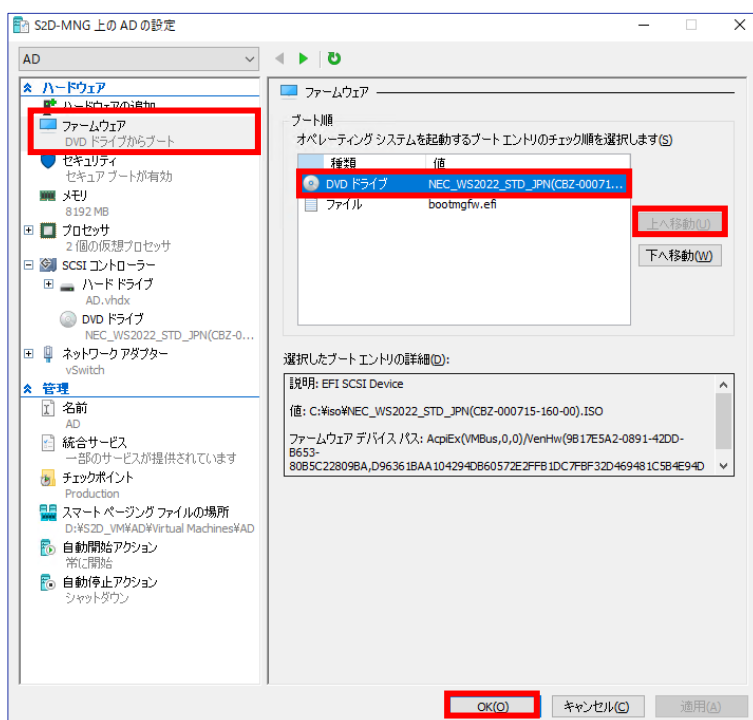 S2D-MNG 上の AD の設定
AD
ハードウェア
ハードウェアの追加
ファームウェア
DVD ドライブからブート
セキュリティ
セキュア ブートが有効
メモリ
8192 MB
プロセッサ
2 個の仮想プロセッサ
SCSI コントローラー
ハード ドライブ
AD.vhdx
DVD ドライブ
NEC_WS2022_STD_JPN(CBZ-0...
ネットワーク アダプター
vSwitch
管理
名前
AD
統合サービス
一部のサービスが提供されています
チェックポイント
Production
スマート ページング ファイルの場所
D:¥S2D_VM¥AD¥Virtual Machines¥AD
自動開始アクション
常に開始
自動停止アクション
シャットダウン
ファームウェア
ブート順
オペレーティング システムを起動するブート エントリのチェック順を選択します(S)
種類 値
DVD ドライブ NEC_WS2022_STD_JPN(CBZ-00071...
ファイル bootmgfw.efi
上へ移動(U)
下へ移動(W)
選択したブート エントリの詳細(D):
説明: EFI SCSI Device
値: C:¥iso¥NEC_WS2022_STD_JPN(CBZ-000715-160-00).ISO
ファームウェア デバイス パス: AcpiEx(VMBus,0,0)/VenHw(9B17E5A2-0891-42DD-
B653-
80B5C22809BA,D96361BAA104294DB60572E2FFB1DC7FBF32D469481C5B4E94D
OK(O)
キャンセル(C)
適用(A)